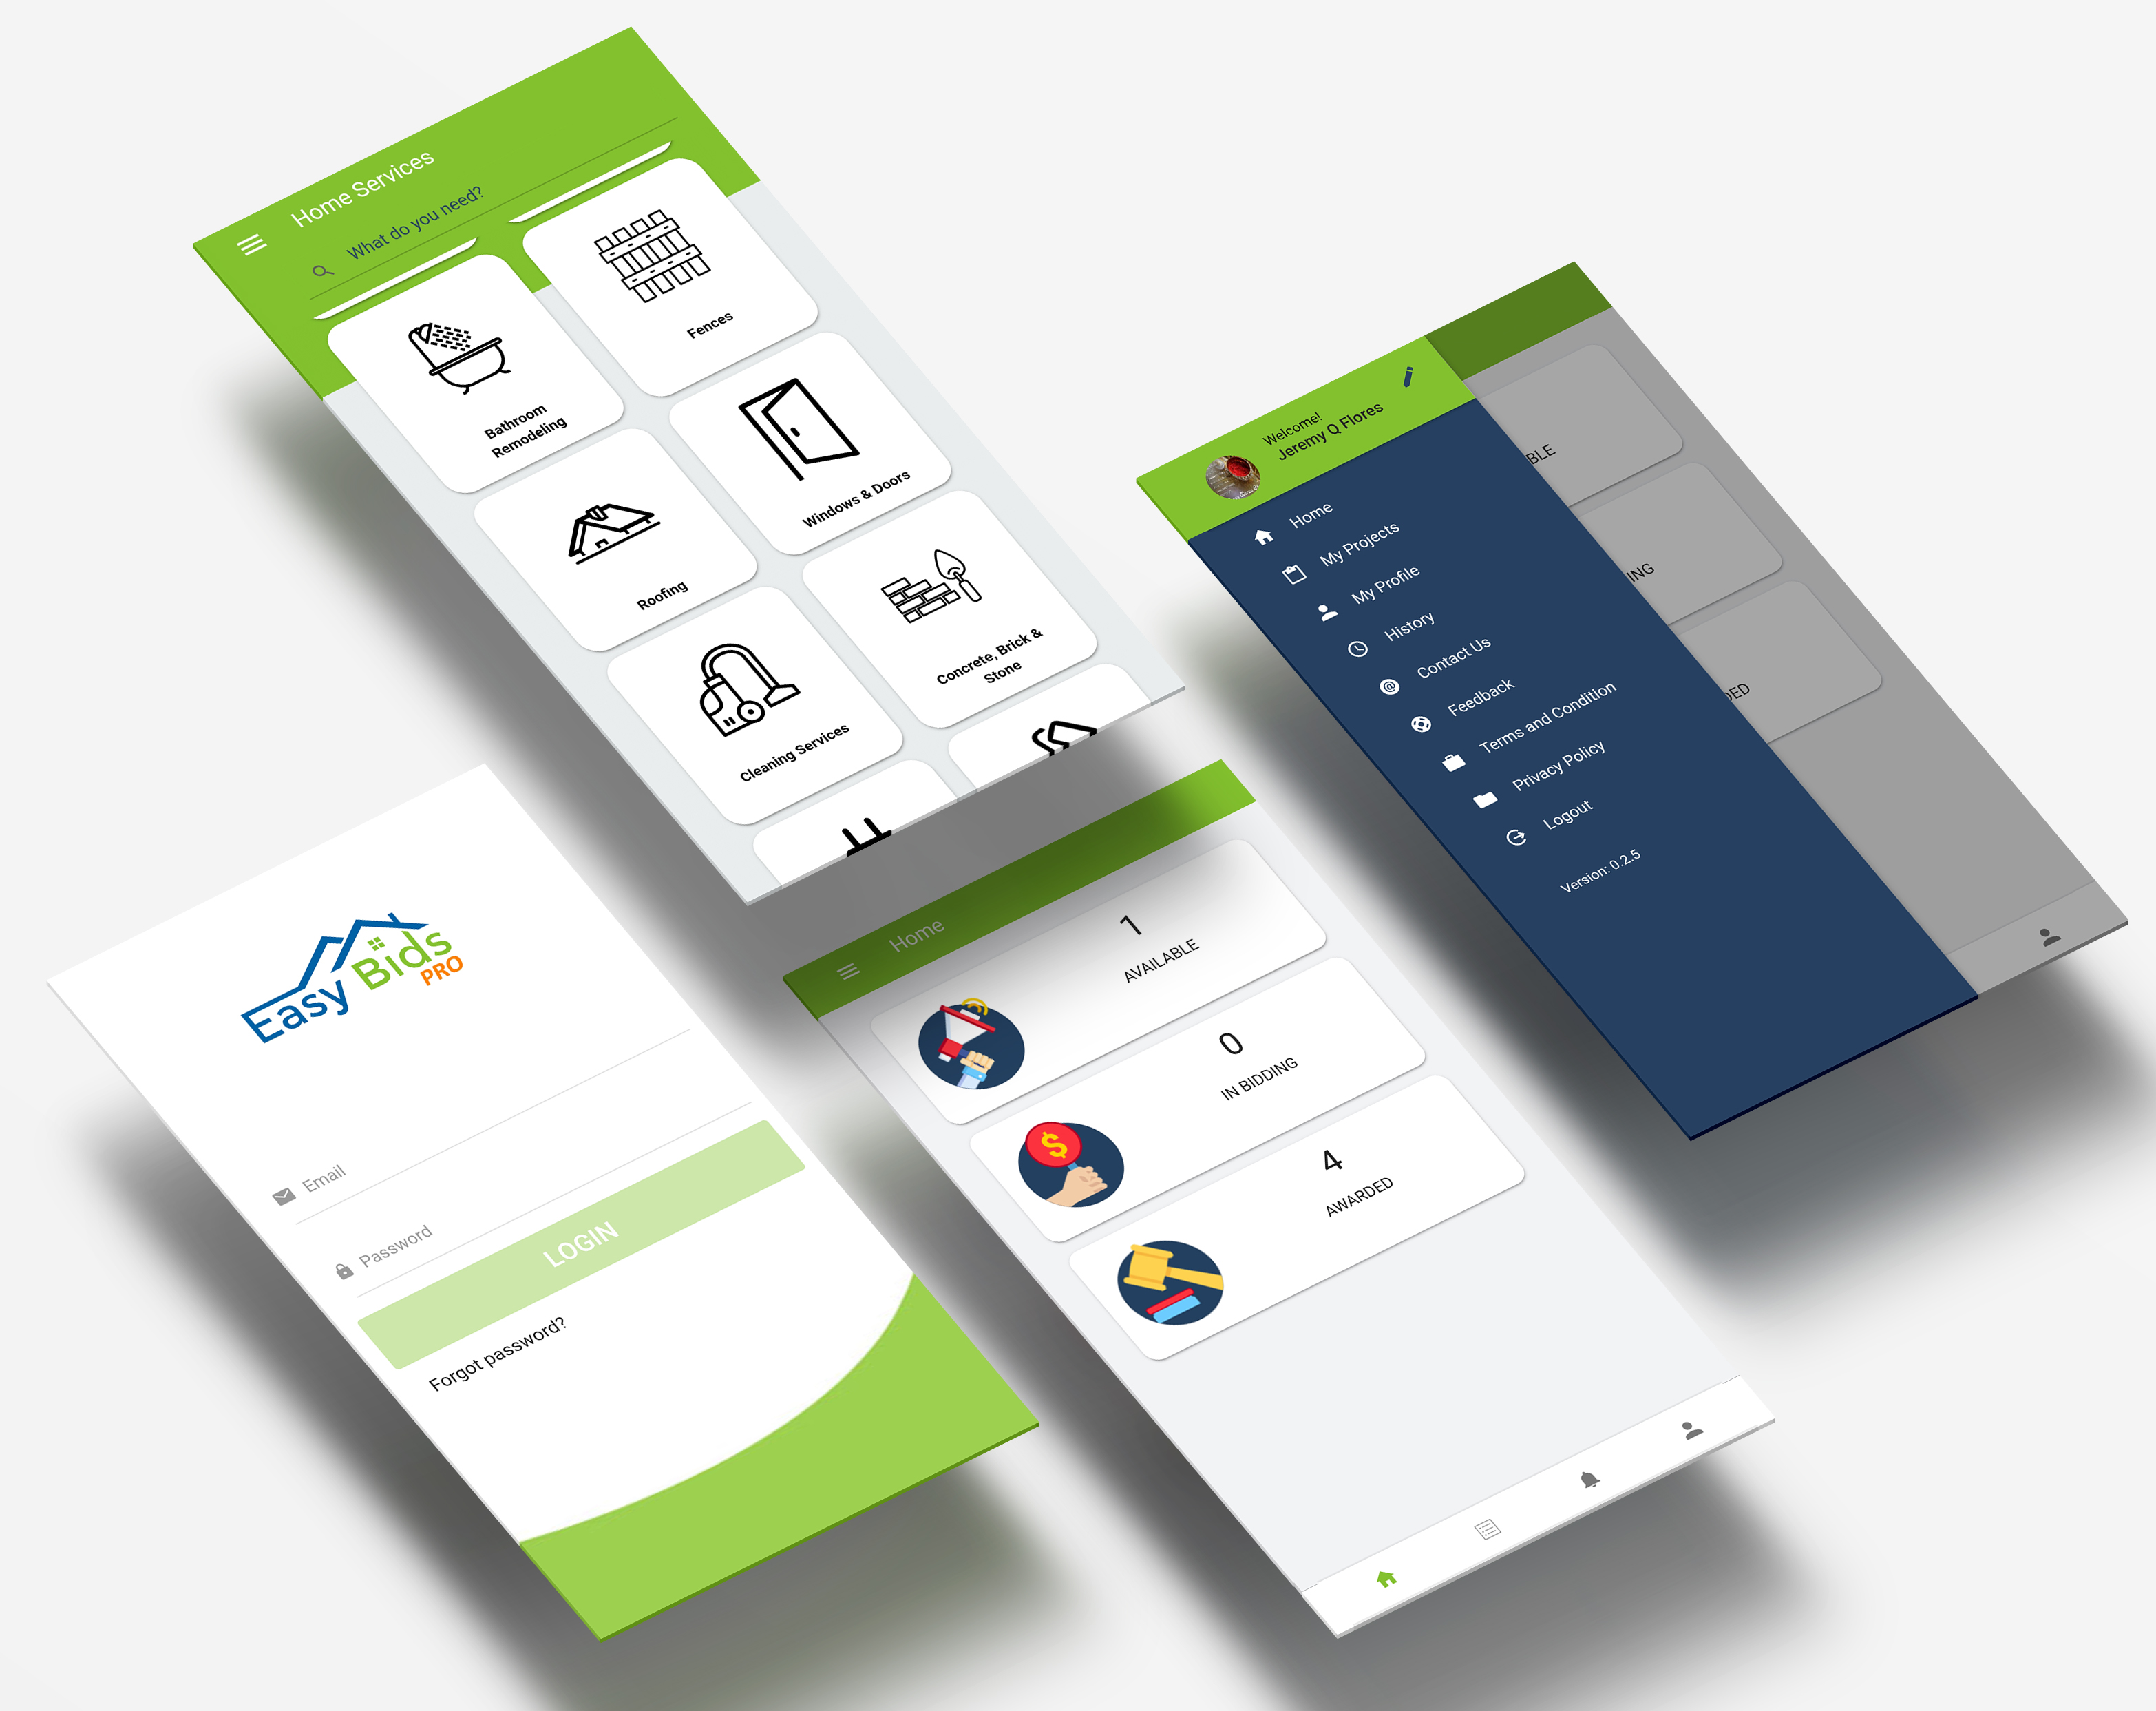 Home Services
What do you need?
Bathroom
Remodeling
Fences
Roofing
Windows & Doors
Cleaning Services
Concrete, Brick &
Stone
Welcome!
Jeremy Q Flores
Home
My Projects
My Profile
History
Contact Us
Feedback
Terms and Condition
Privacy Policy
Logout
Version: 0.2.5
BLE
ING
DED
Easy Bids
PRO
Email
Password
LOGIN
Forgot password?
Home
1
AVAILABLE
0
IN BIDDING
$
4
AWARDED